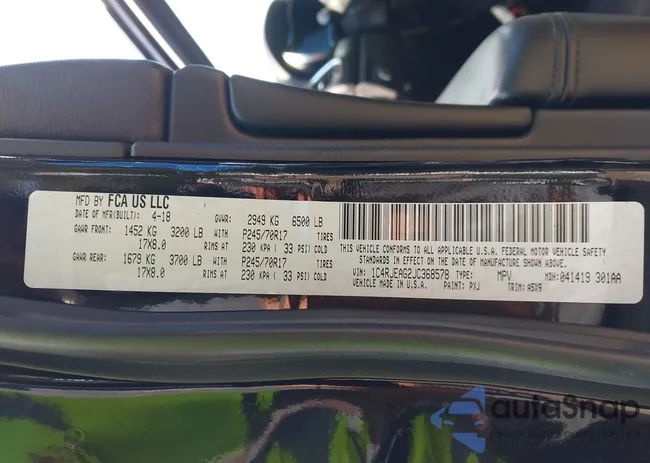 MFD BY FCA US LLC
DATE OF MFR(BUILT): 4-18 GVWR: 2949 KG 6500 LB
GAWR FRONT: 1452 KG 3200 LB WITH P245/70R17 TIRES
17X8.0 RIMS AT 230 KPA ( 33 PSI) COLD
GAWR REAR: 1679 KG 3700 LB WITH P245/70R17 TIRES
17X8.0 RIMS AT 230 KPA ( 33 PSI) COLD
THIS VEHICLE CONFORMS TO ALL APPLICABLE U.S.A. FEDERAL MOTOR VEHICLE SAFETY
STANDARDS IN EFFECT ON THE DATE OF MANUFACTURE SHOWN ABOVE.
VIN: 1C4RJEAG2JC368578 TYPE: MPV MDH: 041419 301AA
VEHICLE MADE IN U.S.A. PAINT: PXJ TRIM: A5X9
autoSnap